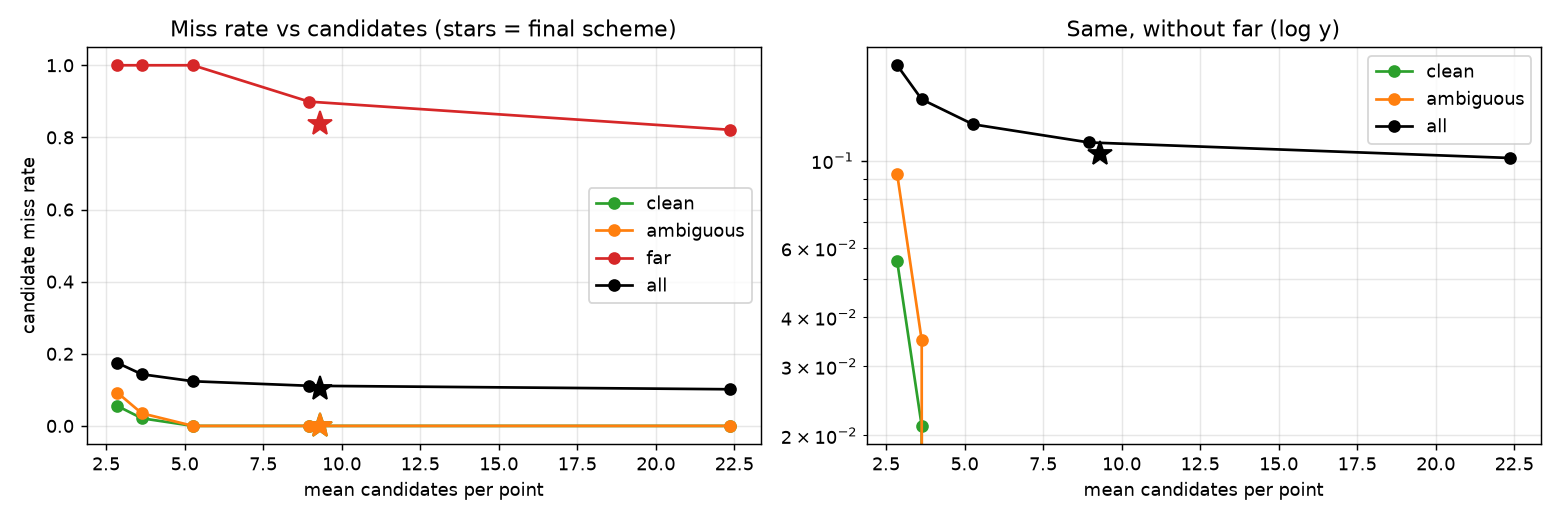 Miss rate vs candidates (stars = final scheme)
candidate miss rate
1.0
0.8
0.6
0.4
0.2
0.0
clean
ambiguous
far
all
2.5 5.0 7.5 10.0 12.5 15.0 17.5 20.0 22.5
mean candidates per point
Same, without far (log y)
clean
ambiguous
all
10⁻¹
6 × 10⁻²
4 × 10⁻²
3 × 10⁻²
2 × 10⁻²
2.5 5.0 7.5 10.0 12.5 15.0 17.5 20.0 22.5
mean candidates per point